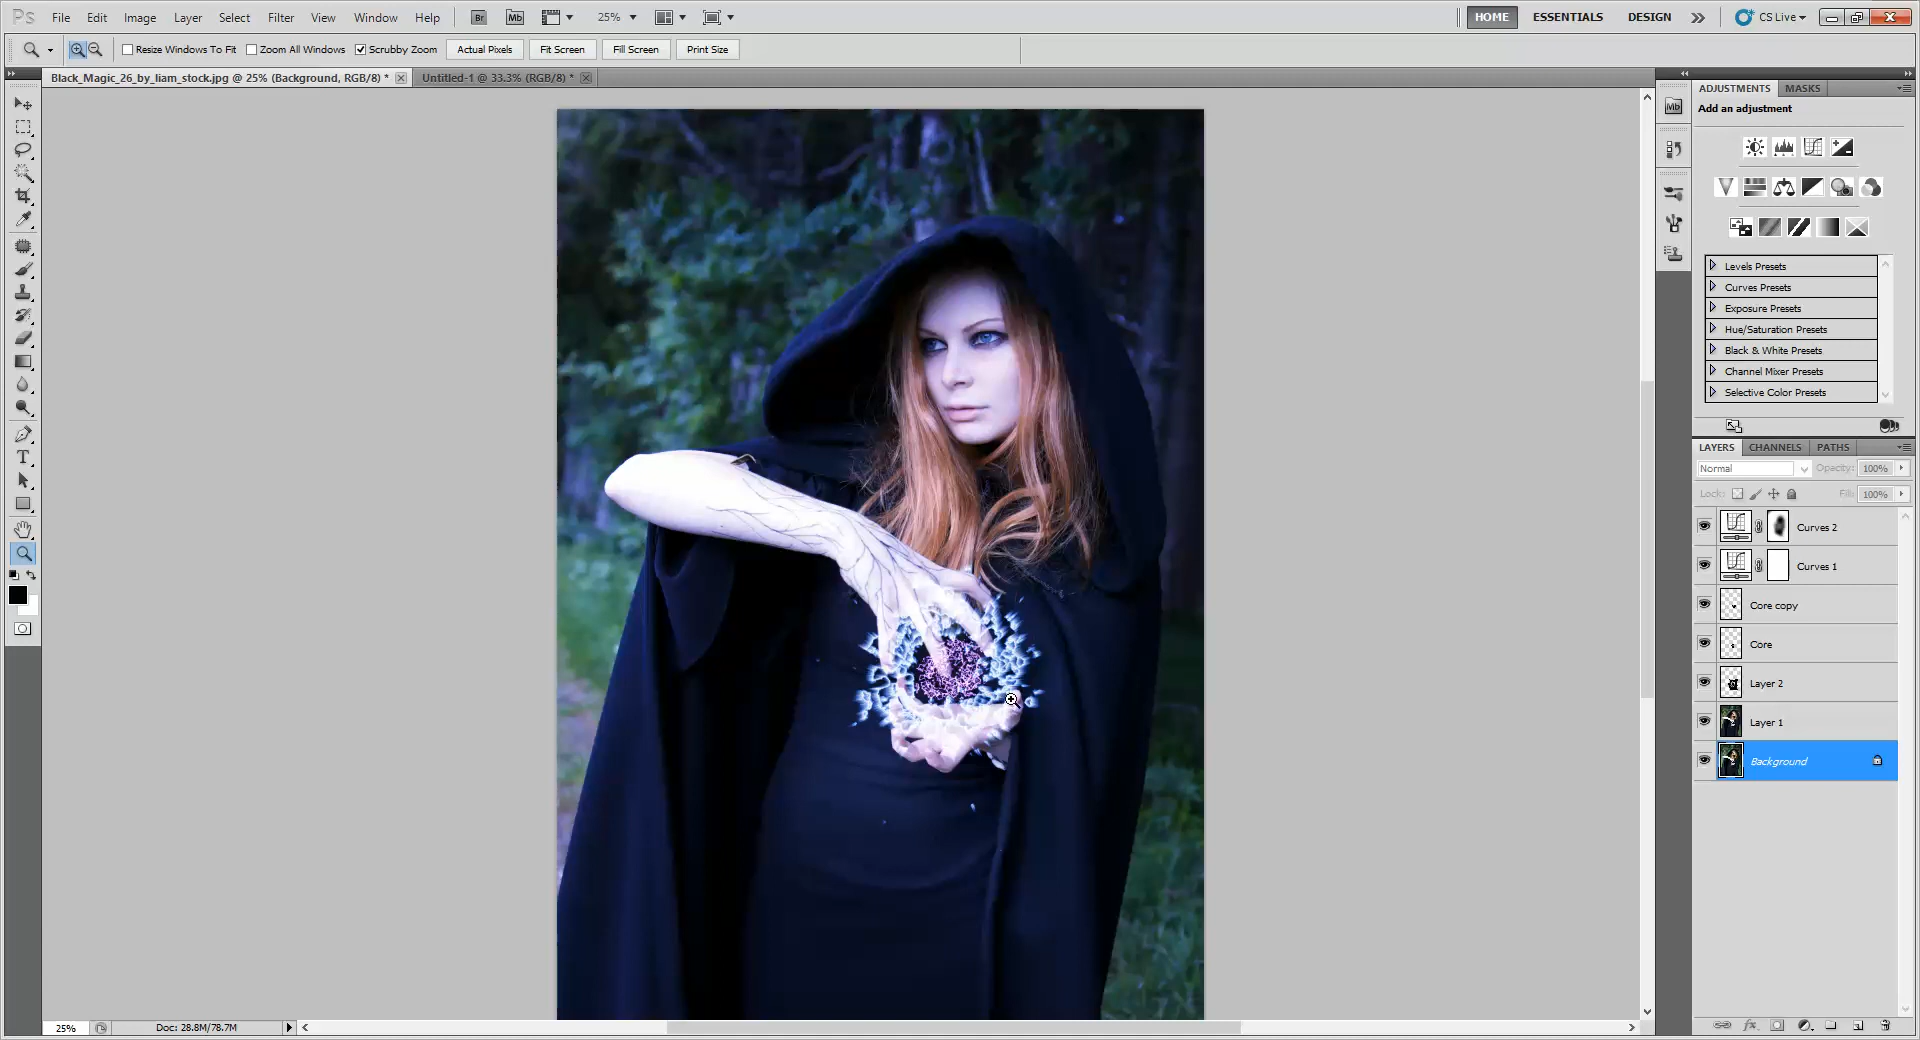 Ps File Edit Image Layer Select Filter View Window Help Br Mb 25% HOME ESSENTIALS DESIGN CS Live
Resize Windows To Fit Zoom All Windows Scrubby Zoom Actual Pixels Fit Screen Fill Screen Print Size
Black_Magic_26_by_liam_stock.jpg @ 25% (Background, RGB/8) * Untitled-1 @ 33.3% (RGB/8) *
ADJUSTMENTS MASKS
Mb
Add an adjustment
Levels Presets
Curves Presets
Exposure Presets
Hue/Saturation Presets
Black & White Presets
Channel Mixer Presets
Selective Color Presets
LAYERS CHANNELS PATHS
Normal Opacity: 100%
Lock: Fill: 100%
Curves 2
Curves 1
Core copy
Core
Layer 2
Layer 1
Background
25% Doc: 28.8M/78.7M